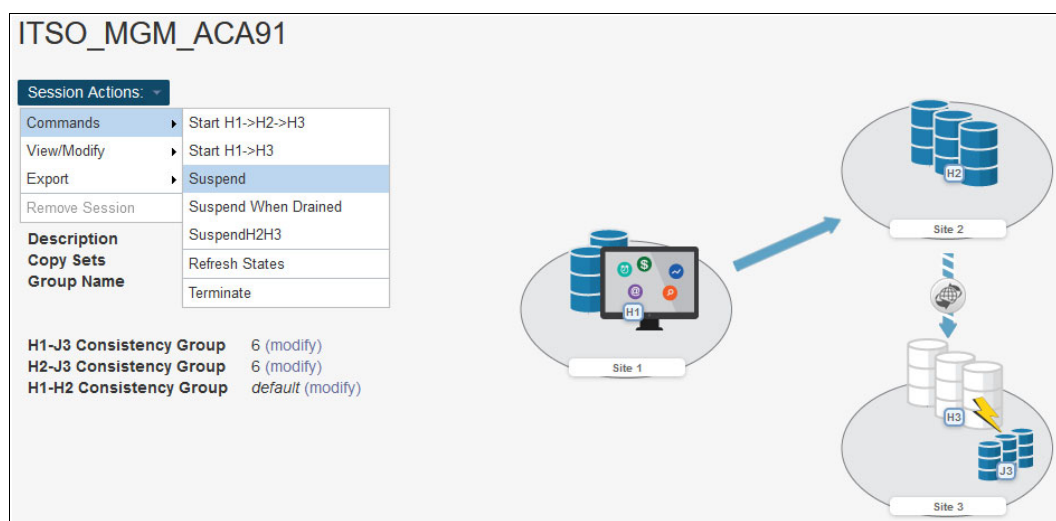 ITSO_MGM_ACA91
Session Actions:
Commands
View/Modify
Export
Remove Session
Start H1->H2->H3
Start H1->H3
Suspend
Suspend When Drained
SuspendH2H3
Refresh States
Terminate
Description
Copy Sets
Group Name
H1-J3 Consistency Group 6 (modify)
H2-J3 Consistency Group 6 (modify)
H1-H2 Consistency Group default (modify)
H1
Site 1
H2
Site 2
H3
J3
Site 3